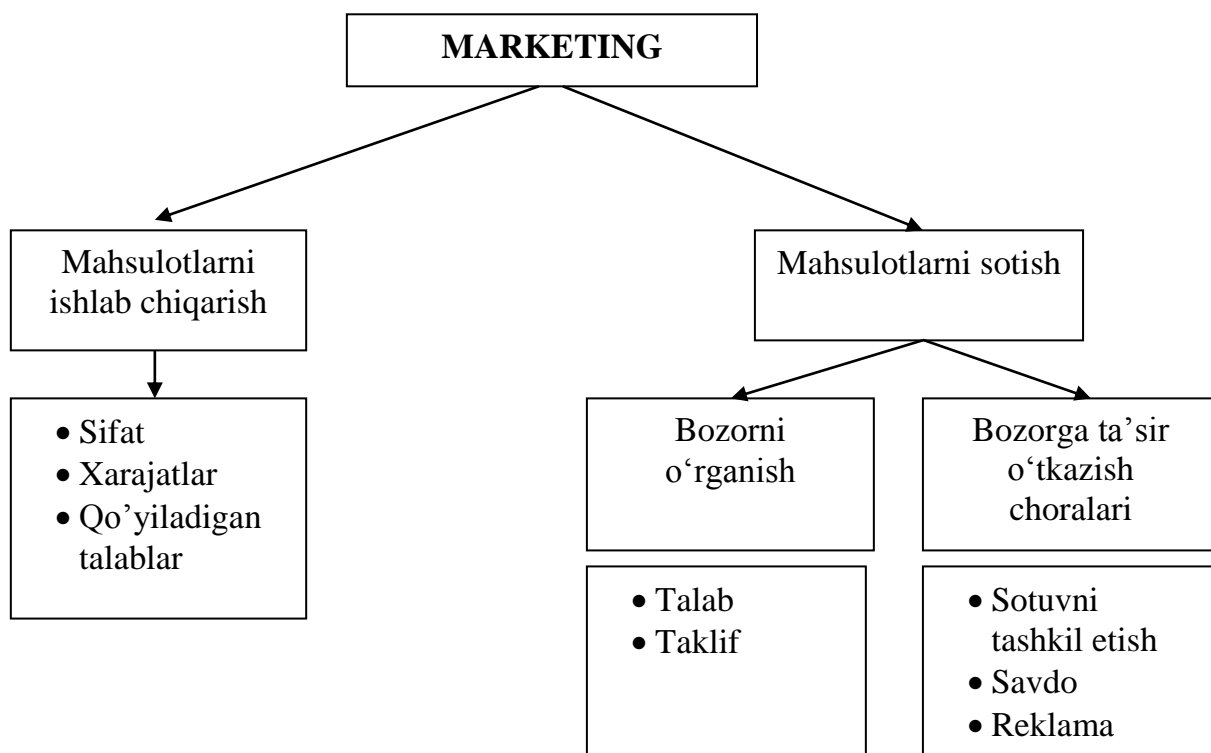 MARKETING
Mahsulotlarni
ishlab chiqarish
Mahsulotlarni sotish
• Sifat
• Xarajatlar
• Qo’yiladigan
talablar
Bozorni
o‘rganish
Bozorga ta’sir
o‘tkazish
choralari
• Talab
• Taklif
• Sotuvni
tashkil etish
• Savdo
• Reklama